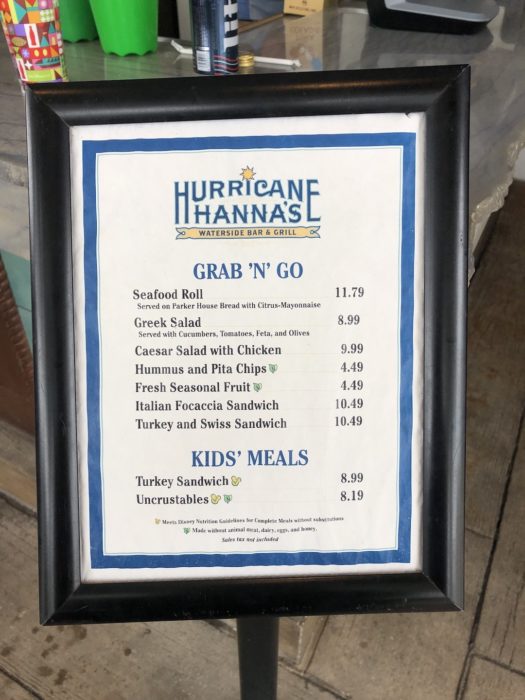 HURRICANE
HANNA'S
WATERSIDE BAR & GRILL
GRAB 'N' GO
Seafood Roll 11.79
Served on Parker House Bread with Citrus-Mayonnaise
Greek Salad 8.99
Served with Cucumbers, Tomatoes, Feta, and Olives
Caesar Salad with Chicken 9.99
Hummus and Pita Chips 4.49
Fresh Seasonal Fruit 4.49
Italian Focaccia Sandwich 10.49
Turkey and Swiss Sandwich 10.49
KIDS' MEALS
Turkey Sandwich 8.99
Uncrustables 8.19
Meets Disney Nutrition Guidelines for Complete Meals without substitutions
Made without animal meat, dairy, eggs, and honey.
Sales tax not included